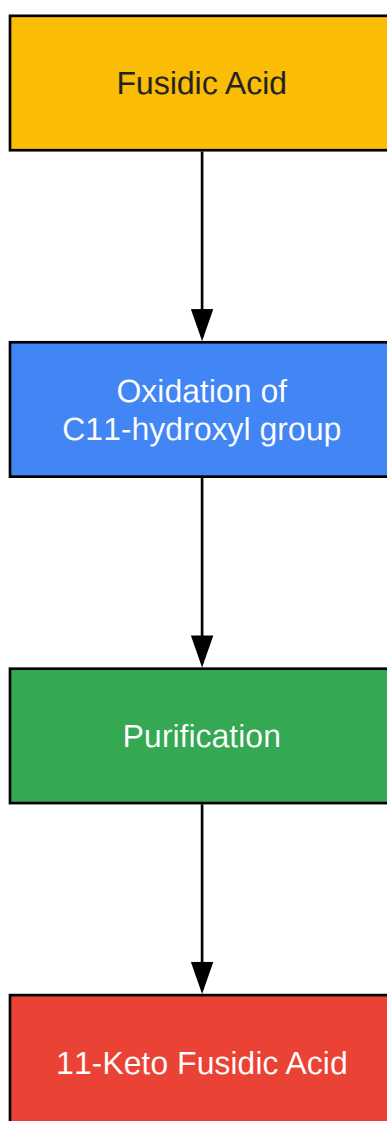 Fusidic Acid
Oxidation of
C11-hydroxyl group
Purification
11-Keto Fusidic Acid